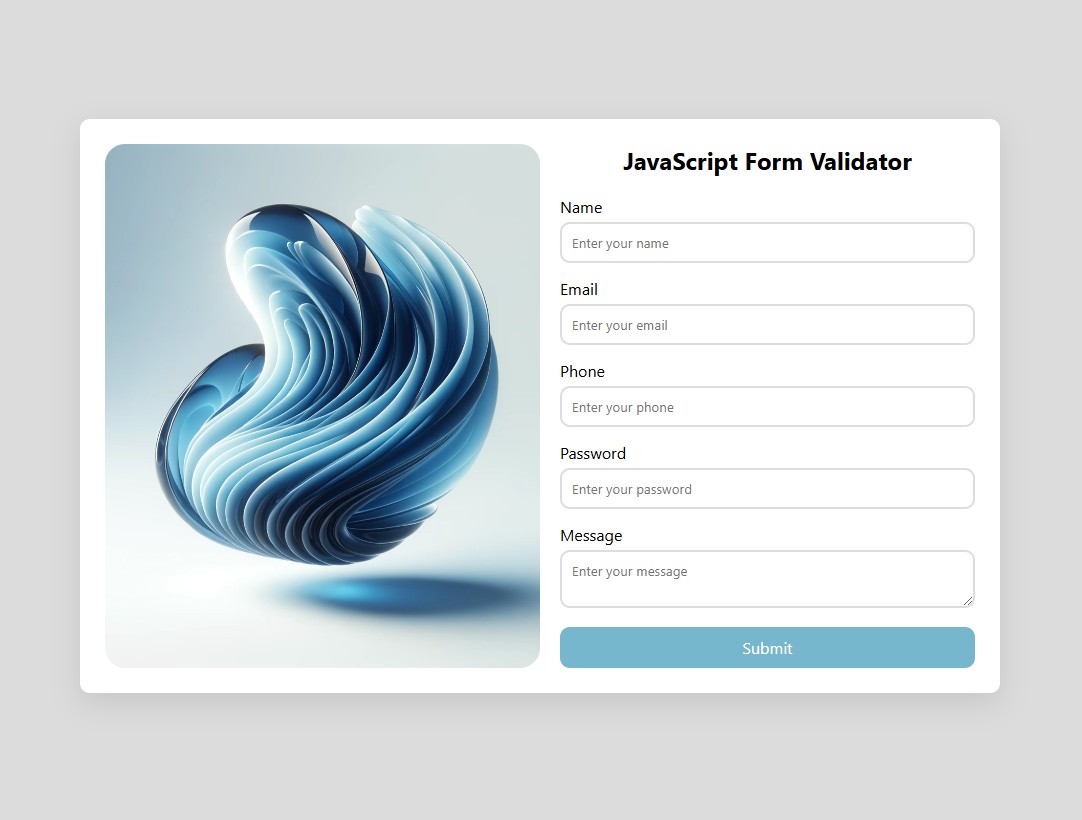 JavaScript Form Validator
Name
Enter your name
Email
Enter your email
Phone
Enter your phone
Password
Enter your password
Message
Enter your message
Submit